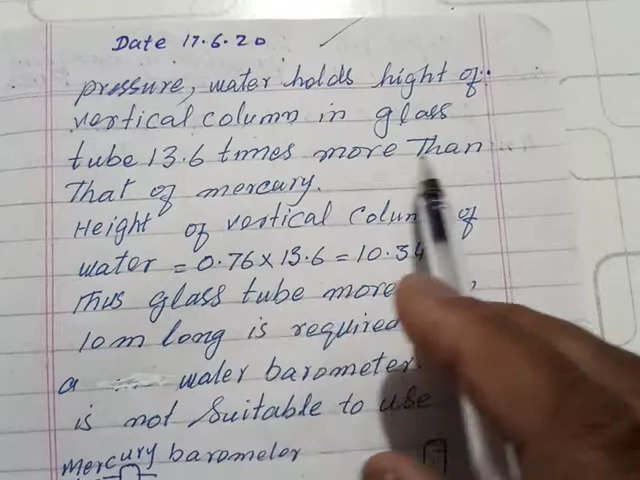 Date 17.6.20
pressure, water holds hight of
vertical column in glass
tube 13.6 times more Than
That of mercury.
Height of vertical Colum of
water = 0.76 x 13.6 = 10.34
Thus glass tube more
10m long is required
a water barometer.
is not Suitable to use
Mercury barometer